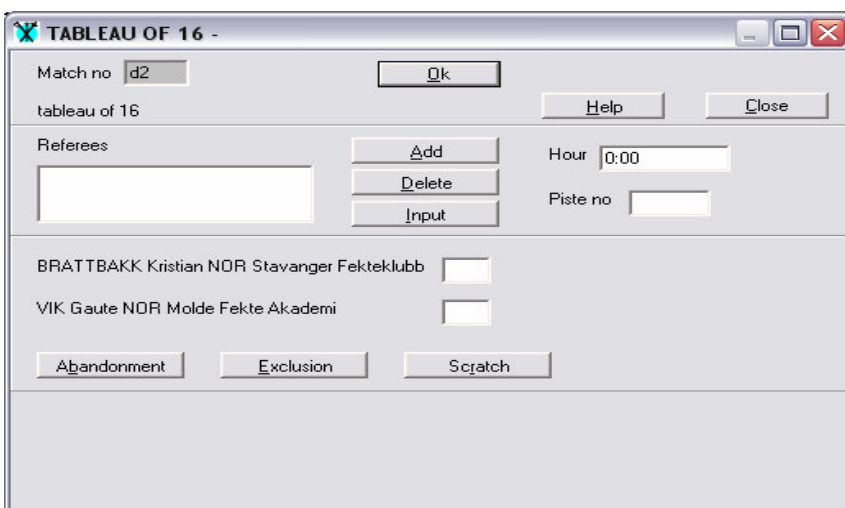 TABLEAU OF 16 -
Match no d2
Ok
tableau of 16
Help Close
Referees
Add
Delete
Input
Hour 0:00
Piste no
BRATTBAKK Kristian NOR Stavanger Fekteklubb
VIK Gaute NOR Molde Fekte Akademi
Abandonment Exclusion Scratch